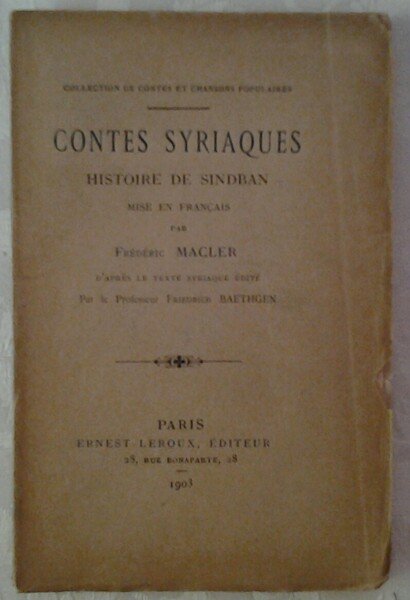 COLLECTION DE CONTES ET CHANSONS POPULAIRES
CONTES SYRIAQUES
HISTOIRE DE SINDBAN
MISE EN FRANÇAIS
PAR
FRÉDÉRIC MACLER
D'APRÈS LE TEXTE SYRIAQUE ÉDITÉ
Par le Professeur FRIEDRICH BAETHGEN
PARIS
ERNEST LEROUX, ÉDITEUR
28, RUE BONAPARTE, 28
1903